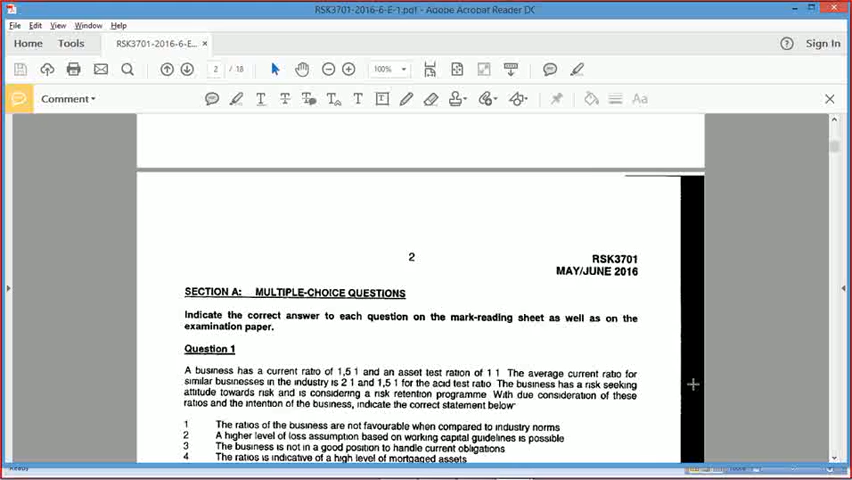 RSK3701-2016-6-E-1.pdf - Adobe Acrobat Reader DC
File Edit View Window Help
Home Tools RSK3701-2016-6-E... × Sign In
2 / 18 100%
Comment
2
RSK3701
MAY/JUNE 2016
SECTION A: MULTIPLE-CHOICE QUESTIONS
Indicate the correct answer to each question on the mark-reading sheet as well as on the
examination paper.
Question 1
A business has a current ratio of 1,5 1 and an asset test ration of 1 1 The average current ratio for
similar businesses in the industry is 2 1 and 1,5 1 for the acid test ratio The business has a risk seeking
attitude towards risk and is considering a risk retention programme With due consideration of these
ratios and the intention of the business, indicate the correct statement below
1 The ratios of the business are not favourable when compared to industry norms
2 A higher level of loss assumption based on working capital guidelines is possible
3 The business is not in a good position to handle current obligations
4 The ratios is indicative of a high level of mortgaged assets